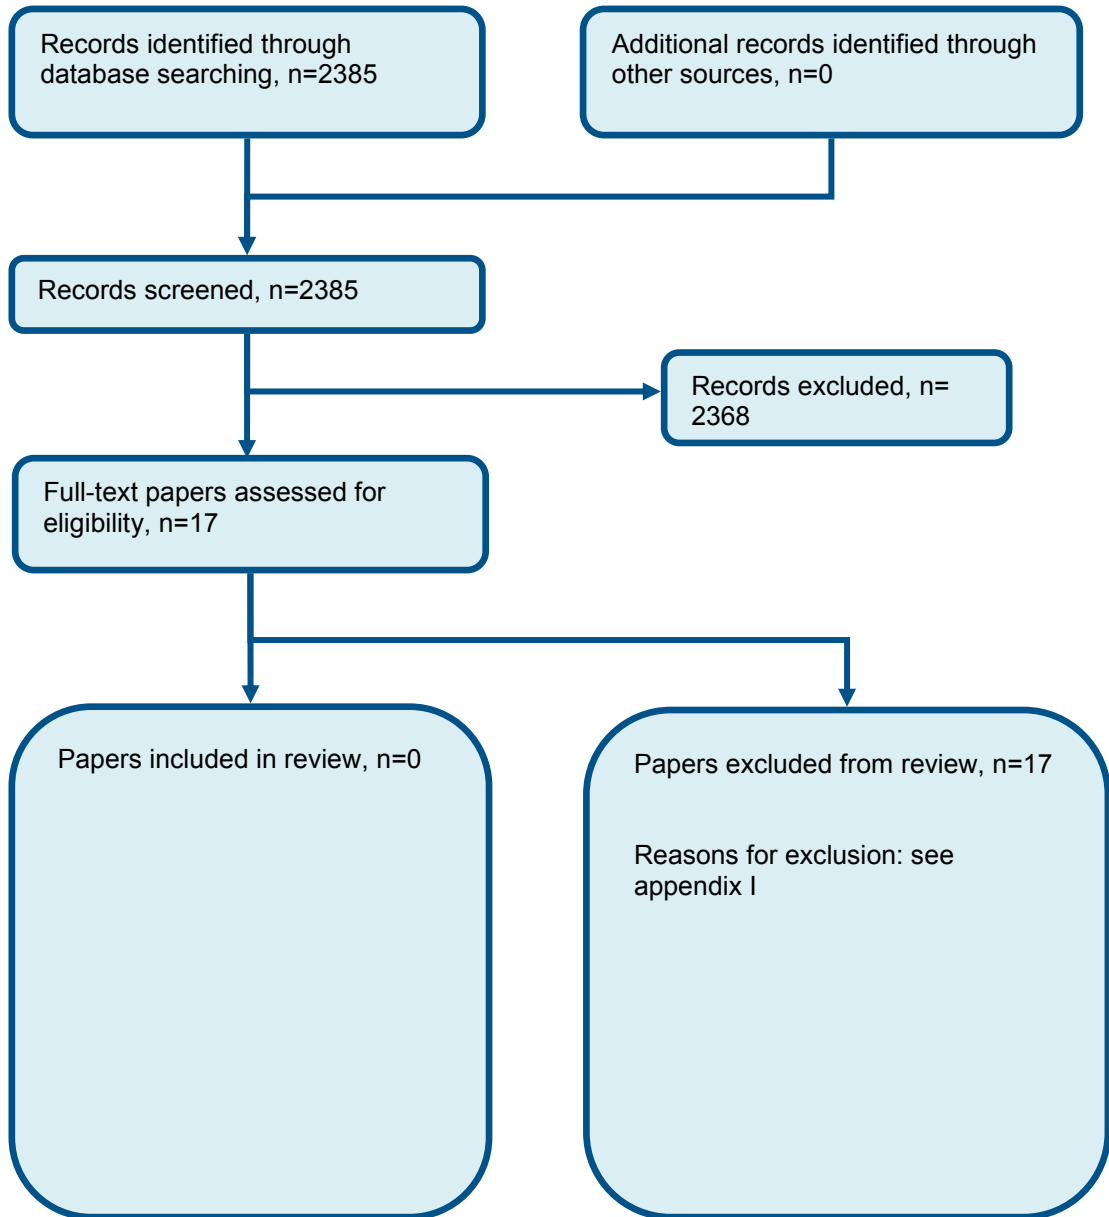 Records identified through
database searching, n=2385
Additional records identified through
other sources, n=0
Records screened, n=2385
Records excluded, n=
2368
Full-text papers assessed for
eligibility, n=17
Papers included in review, n=0
Papers excluded from review, n=17
Reasons for exclusion: see
appendix I